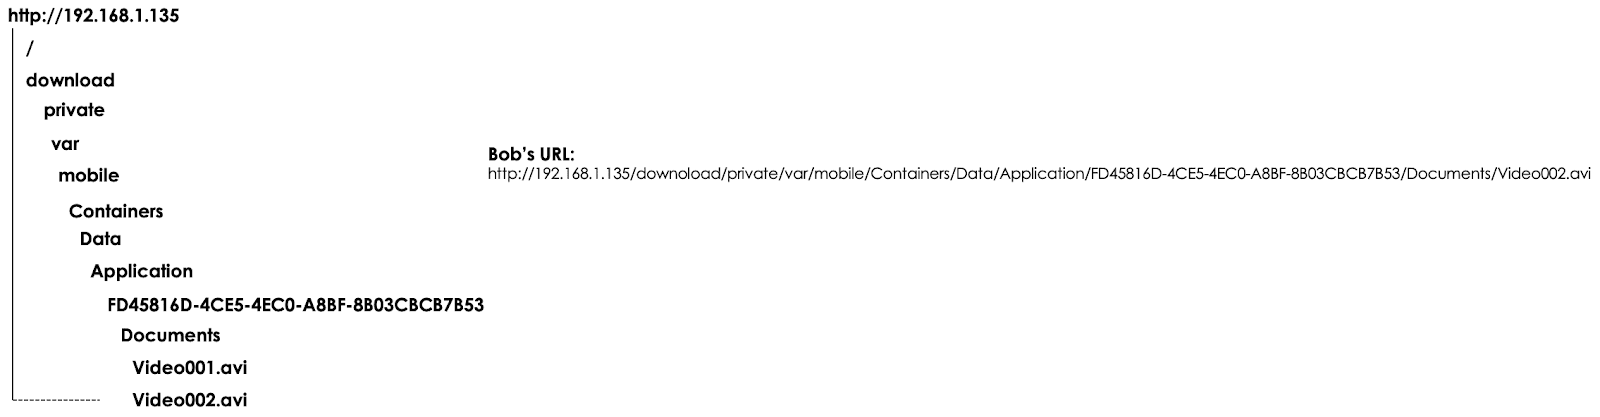 http://192.168.1.135
/
download
private
var
mobile
Containers
Data
Application
FD45816D-4CE5-4EC0-A8BF-8B03CBCB7B53
Documents
Video001.avi
Video002.avi
Bob's URL:
http://192.168.1.135/downoload/private/var/mobile/Containers/Data/Application/FD45816D-4CE5-4EC0-A8BF-8B03CBCB7B53/Documents/Video002.avi